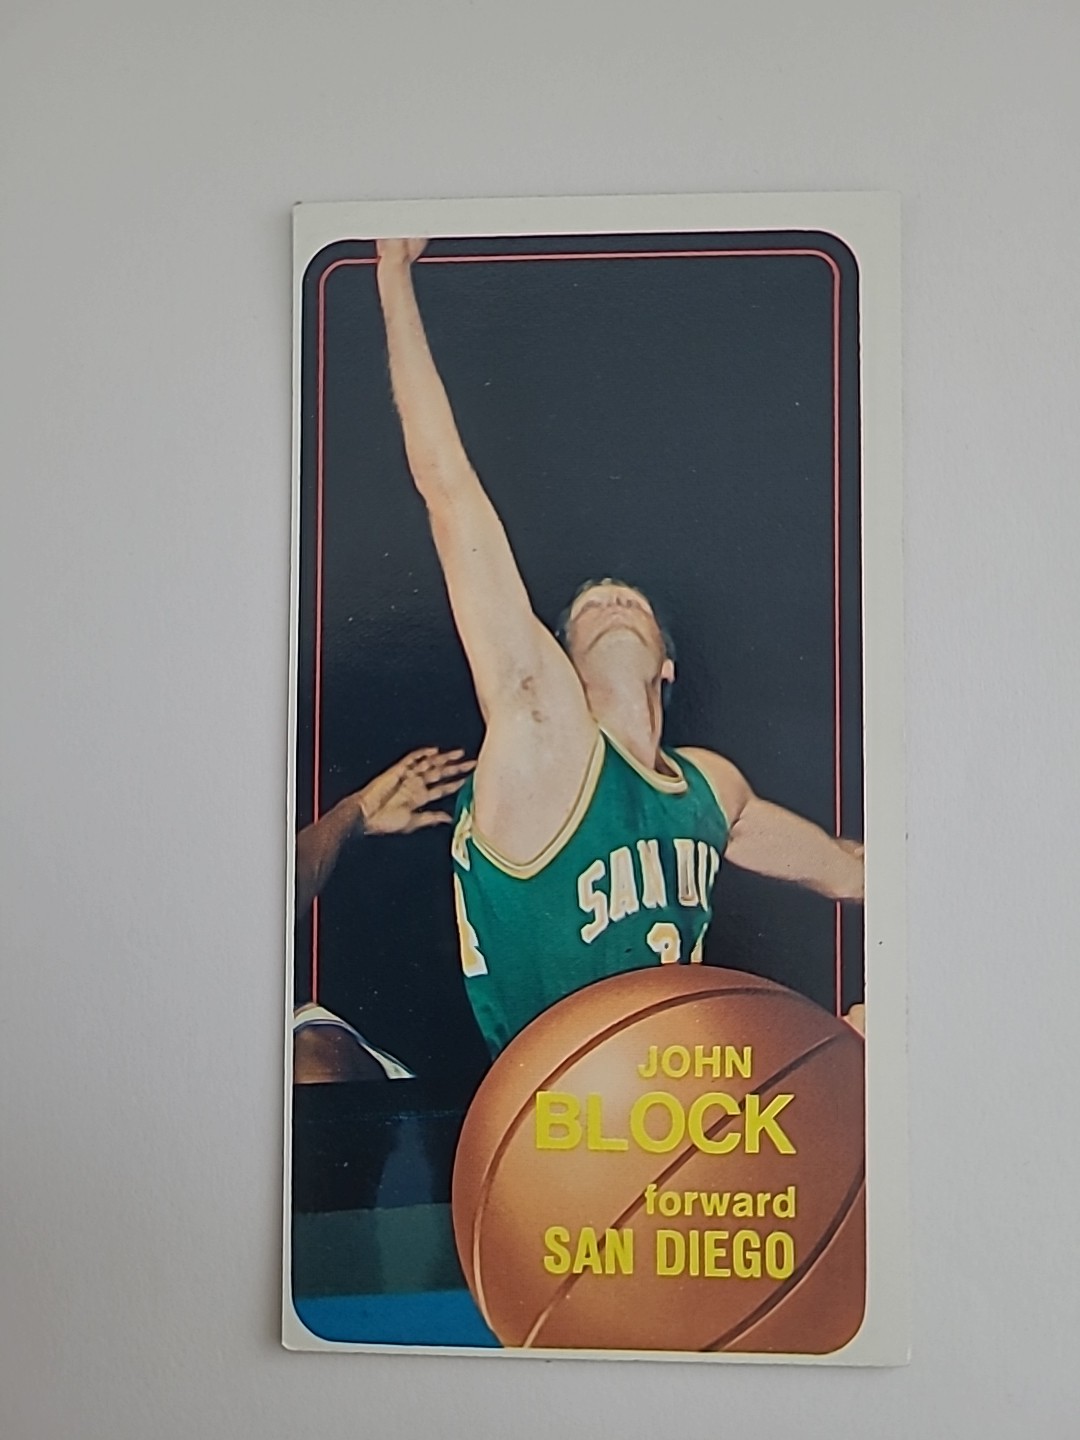 SAN DI
JOHN
BLOCK
forward
SAN DIEGO